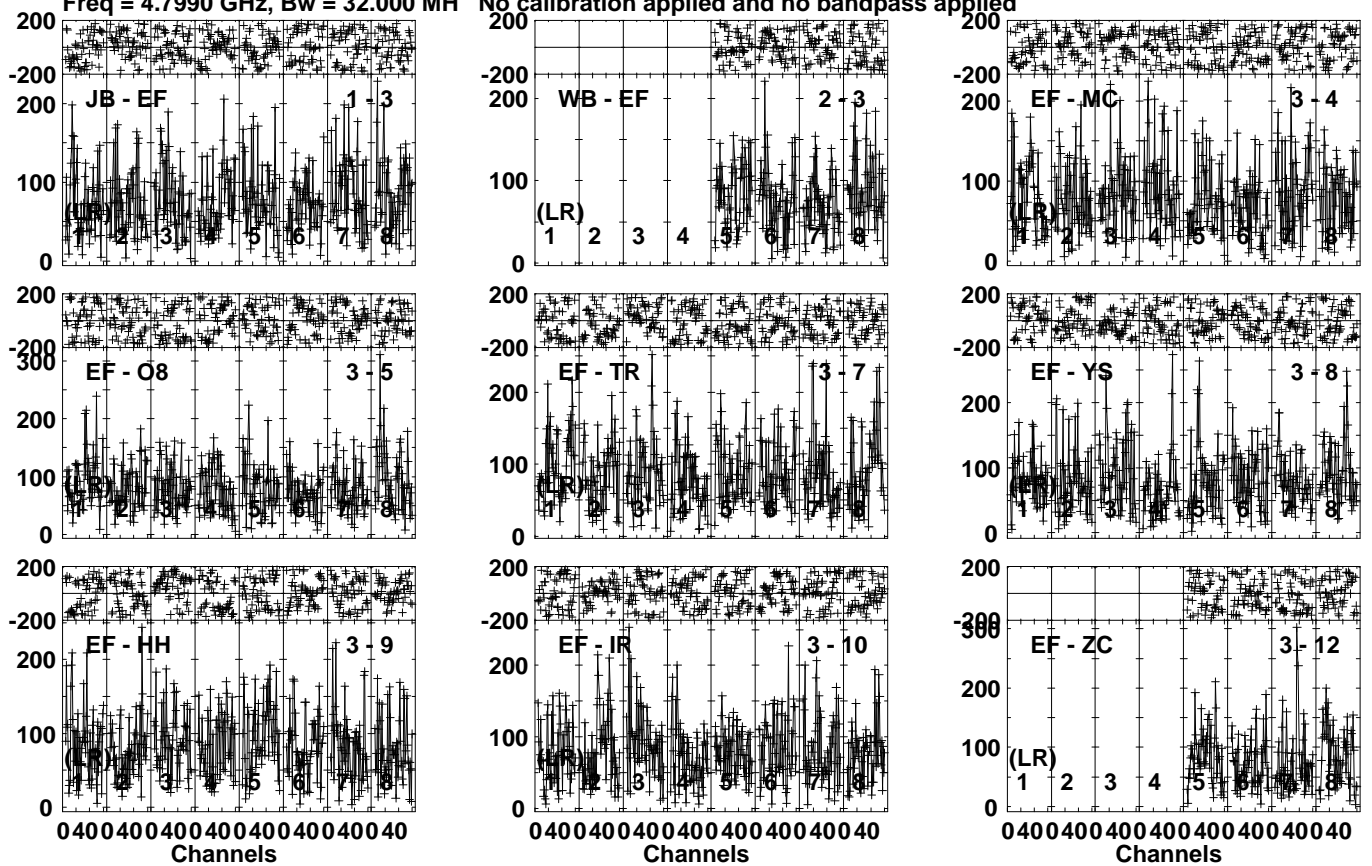 Freq = 4.7990 GHz, Bw = 32.000 MH No calibration applied and no bandpass applied
200
-200
JB - EF 1 - 3
200
100
0
(LR)
1 2 3 4 5 6 7 8
200
-200
WB - EF 2 - 3
200
100
0
(LR)
1 2 3 4 5 6 7 8
200
-200
EF - MC 3 - 4
200
100
0
(LR)
1 2 3 4 5 6 7 8
200
-200
EF - O8 3 - 5
300
200
100
0
(LR)
1 2 3 4 5 6 7 8
200
-200
EF - TR 3 - 7
200
100
0
(LR)
1 2 3 4 5 6 7 8
200
-200
EF - YS 3 - 8
200
100
0
(LR)
1 2 3 4 5 6 7 8
200
-200
EF - HH 3 - 9
200
100
0
(LR)
1 2 3 4 5 6 7 8
0 40 0 40 0 40 0 40 0 40 0 40 0 40 0 40
Channels
200
-200
EF - IR 3 - 10
200
100
0
(LR)
1 2 3 4 5 6 7 8
0 40 0 40 0 40 0 40 0 40 0 40 0 40 0 40
Channels
200
-200
EF - ZC 3 - 12
300
200
100
0
(LR)
1 2 3 4 5 6 7 8
0 40 0 40 0 40 0 40 0 40 0 40 0 40 0 40
Channels